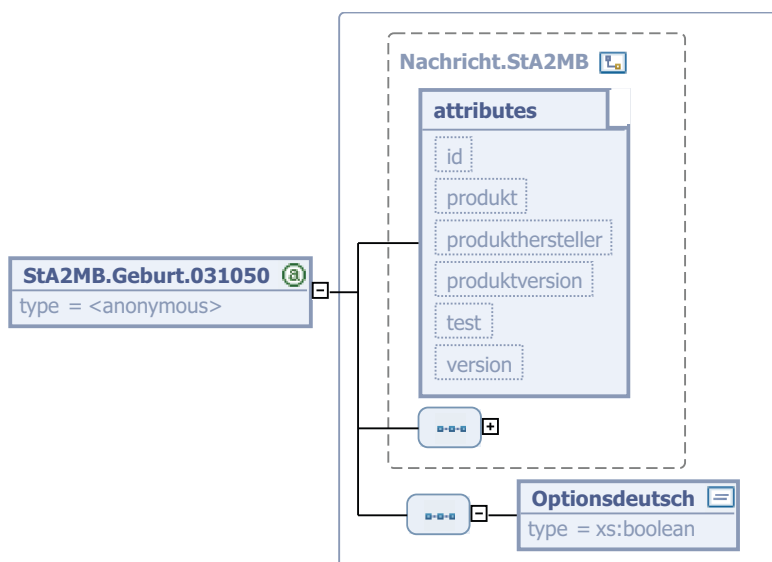 Nachricht.StA2MB
attributes
id
produkt
produkthersteller
produktversion
test
version
StA2MB.Geburt.031050 @
type = <anonymous>
Optionsdeutsch
type = xs:boolean